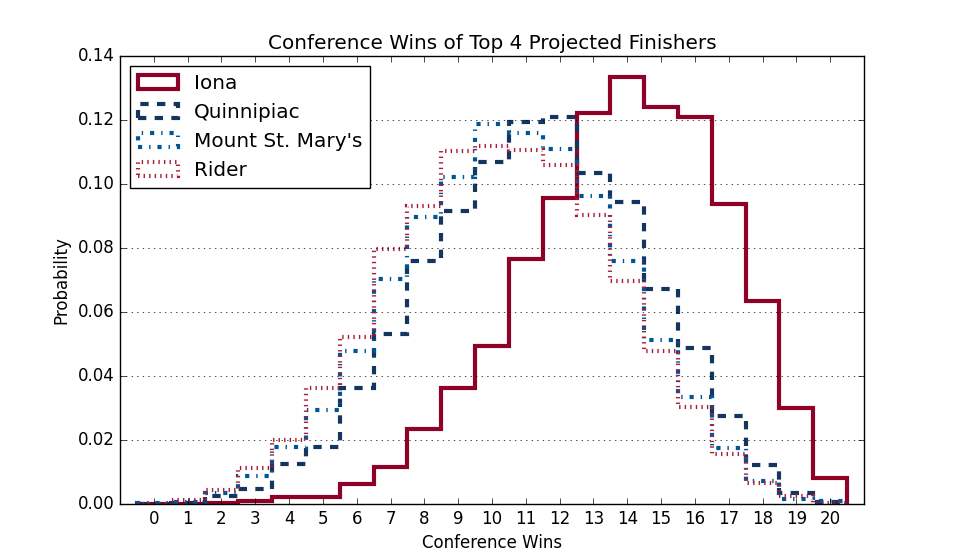 Conference Wins of Top 4 Projected Finishers
Iona
Quinnipiac
Mount St. Mary's
Rider
0.14
0.12
0.10
0.08
0.06
0.04
0.02
0.00
Probability
0 1 2 3 4 5 6 7 8 9 10 11 12 13 14 15 16 17 18 19 20
Conference Wins